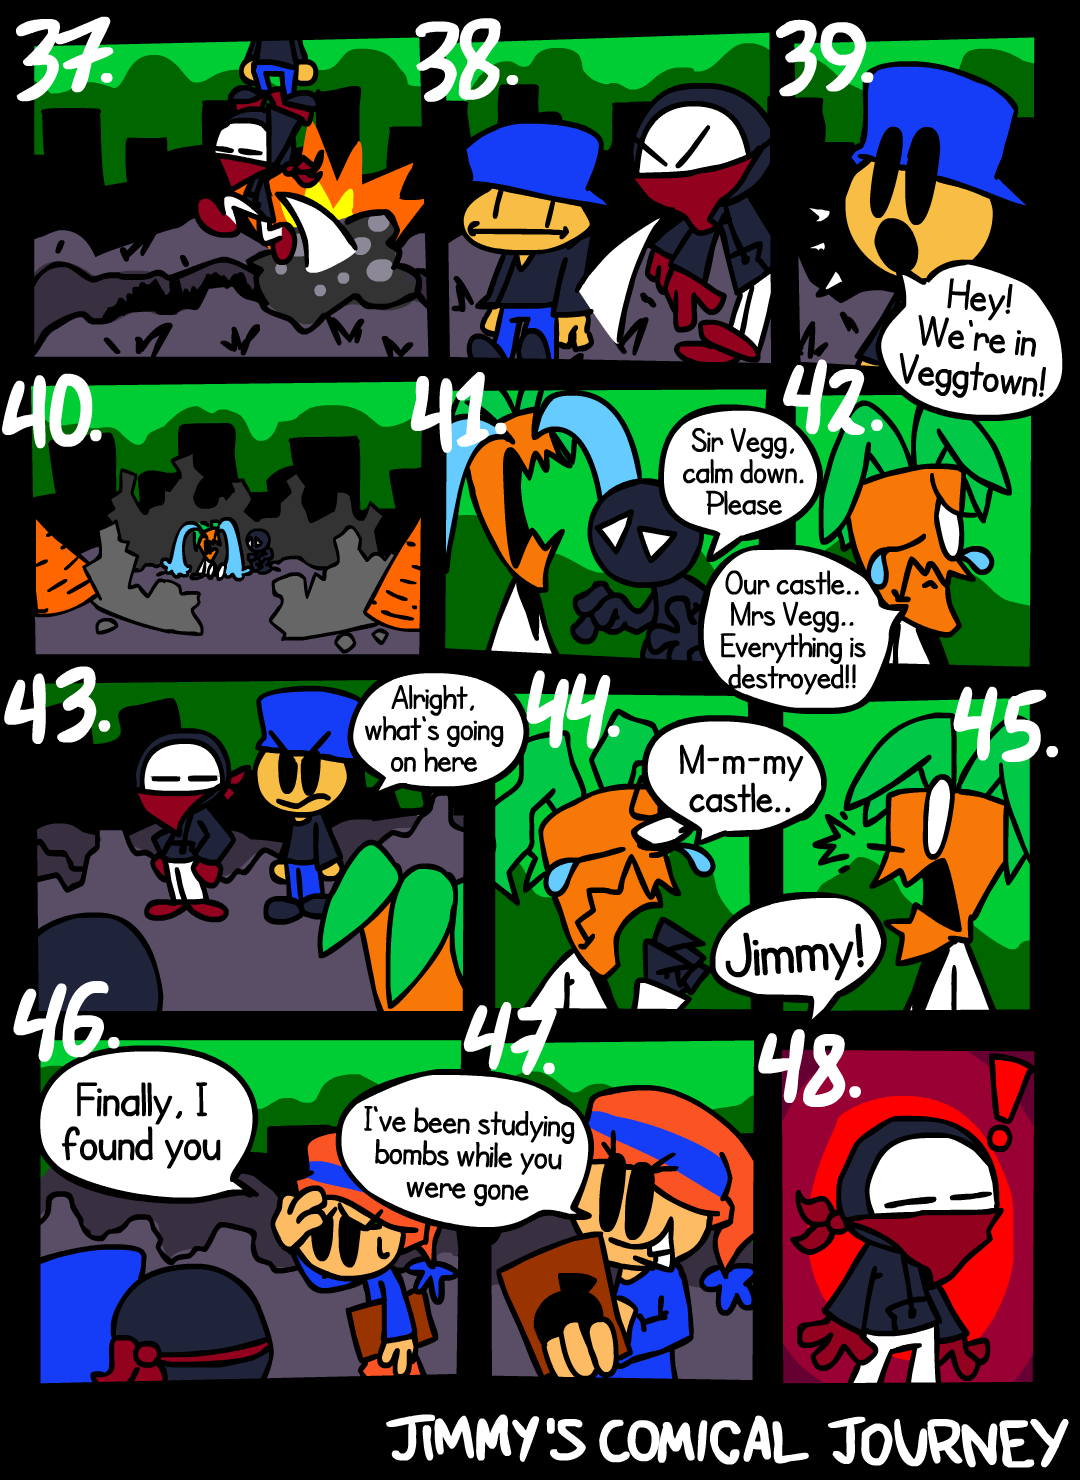 37.
38.
39.
Hey!
We're in
Veggtown!
40.
41.
Sir Vegg,
calm down.
Please
42.
Our castle..
Mrs Vegg..
Everything is
destroyed!!
43.
Alright,
what's going
on here
44.
M-m-my
castle..
45.
Jimmy!
46.
Finally, I
found you
47.
I've been studying
bombs while you
were gone
48.
!
JIMMY'S COMICAL JOURNEY